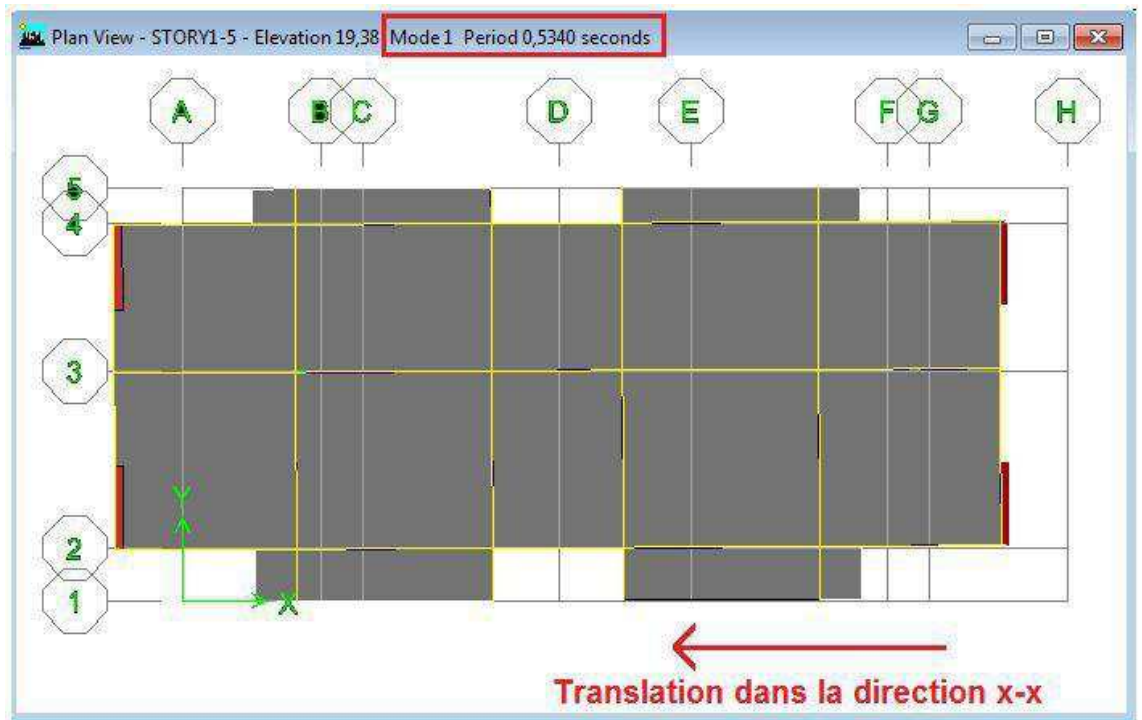 Plan View - STORY1-5 - Elevation 19,38 Mode 1 Period 0,5340 seconds
A B C D E F G H
5
4
3
2
1
Y
X
Translation dans la direction x-x